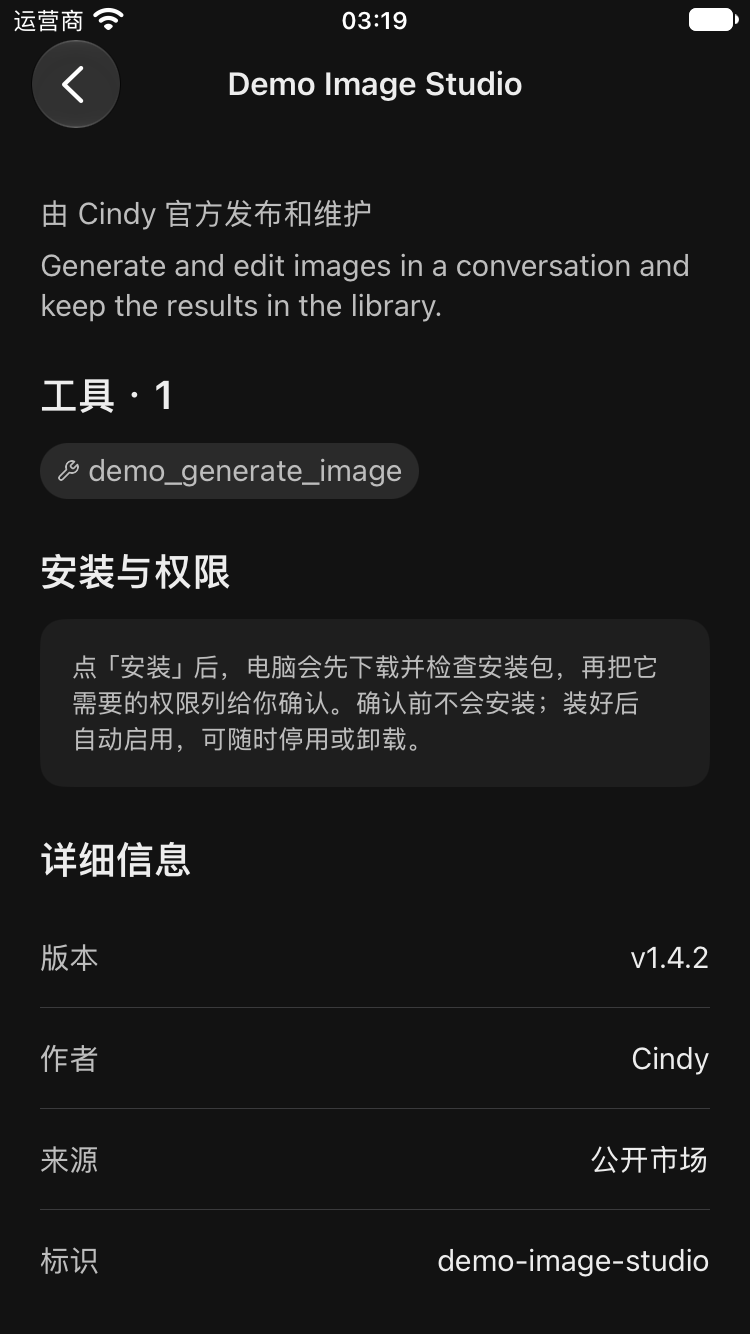 运营商
03:19
Demo Image Studio
由 Cindy 官方发布和维护
Generate and edit images in a conversation and
keep the results in the library.
工具 · 1
demo_generate_image
安装与权限
点「安装」后，电脑会先下载并检查安装包，再把它
需要的权限列给你确认。确认前不会安装；装好后
自动启用，可随时停用或卸载。
详细信息
版本
v1.4.2
作者
Cindy
来源
公开市场
标识
demo-image-studio